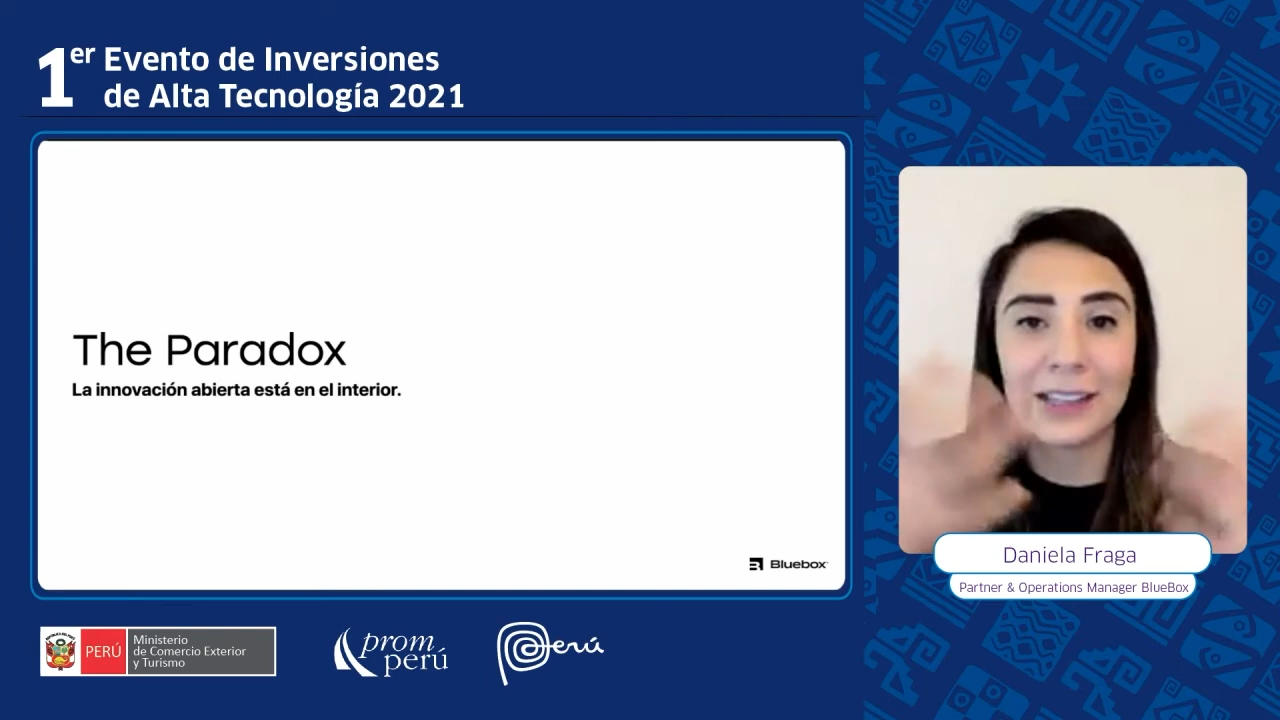 1er Evento de Inversiones
de Alta Tecnología 2021
The Paradox
La innovación abierta está en el interior.
Bluebox
Daniela Fraga
Partner & Operations Manager BlueBox
PERÚ
Ministerio
de Comercio Exterior
y Turismo
prom
perú
Perú